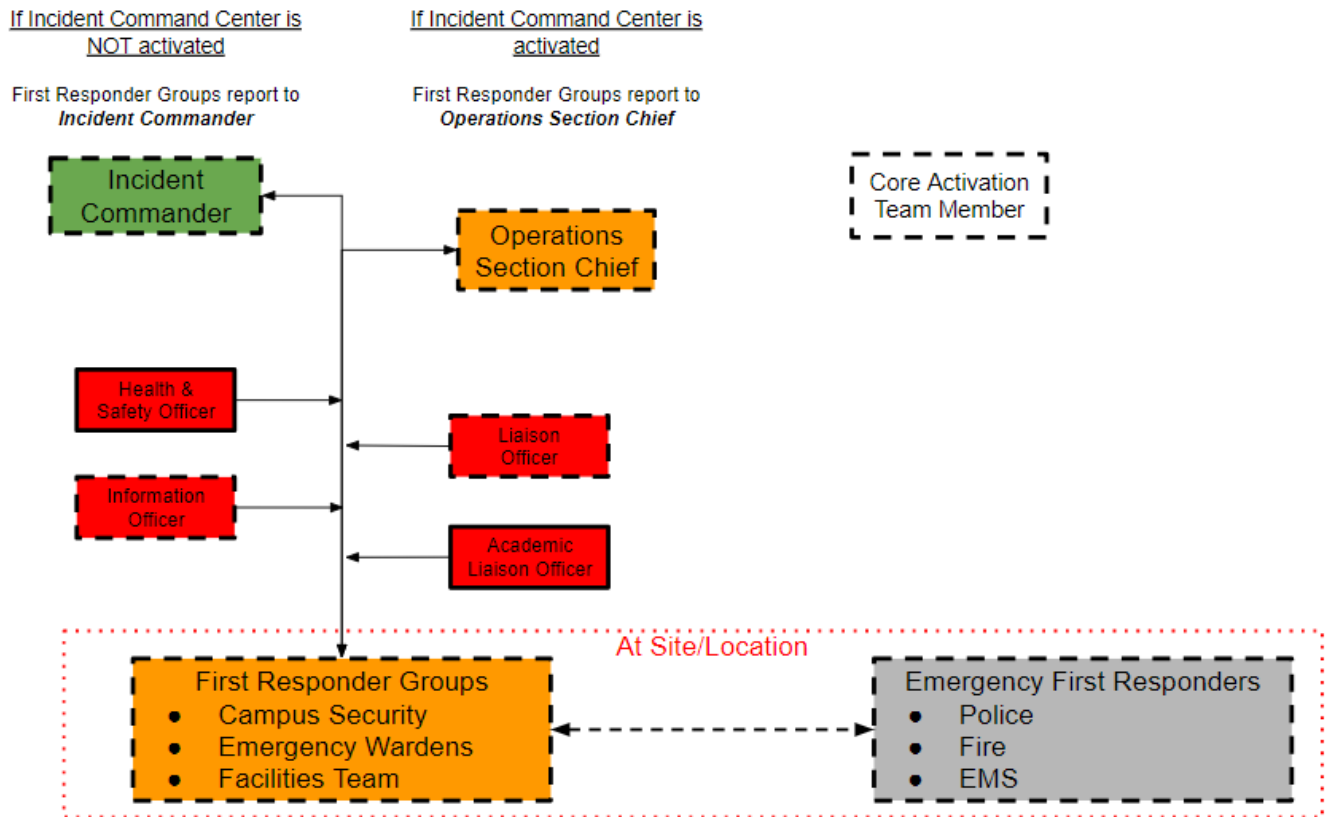 If Incident Command Center is
NOT activated
First Responder Groups report to
Incident Commander
If Incident Command Center is
activated
First Responder Groups report to
Operations Section Chief
Incident
Commander
Operations
Section Chief
Core Activation
Team Member
Health &
Safety Officer
Liaison
Officer
Information
Officer
Academic
Liaison Officer
At Site/Location
First Responder Groups
● Campus Security
● Emergency Wardens
● Facilities Team
Emergency First Responders
● Police
● Fire
● EMS